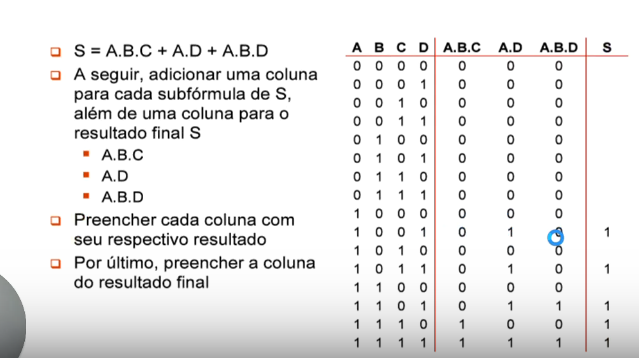 S = A.B.C + A.D + A.B.D
A seguir, adicionar uma coluna
para cada subfórmula de S,
além de uma coluna para o
resultado final S
A.B.C
A.D
A.B.D
Preencher cada coluna com
seu respectivo resultado
Por último, preencher a coluna
do resultado final
A B C D A.B.C A.D A.B.D S
0 0 0 0 0 0 0
0 0 0 1 0 0 0
0 0 1 0 0 0 0
0 0 1 1 0 0 0
0 1 0 0 0 0 0
0 1 0 1 0 0 0
0 1 1 0 0 0 0
0 1 1 1 0 0 0
1 0 0 0 0 0 0
1 0 0 1 0 1 0 1
1 0 1 0 0 0 0
1 0 1 1 0 1 0 1
1 1 0 0 0 0 0
1 1 0 1 0 1 1 1
1 1 1 0 1 0 0 1
1 1 1 1 1 1 1 1